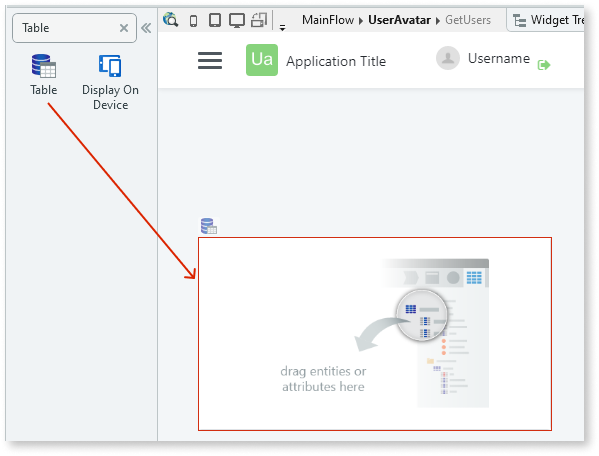 Table
MainFlow UserAvatar GetUsers
Widget Tre
Ua Application Title
Username
Table
Display On
Device
drag entities or
attributes here